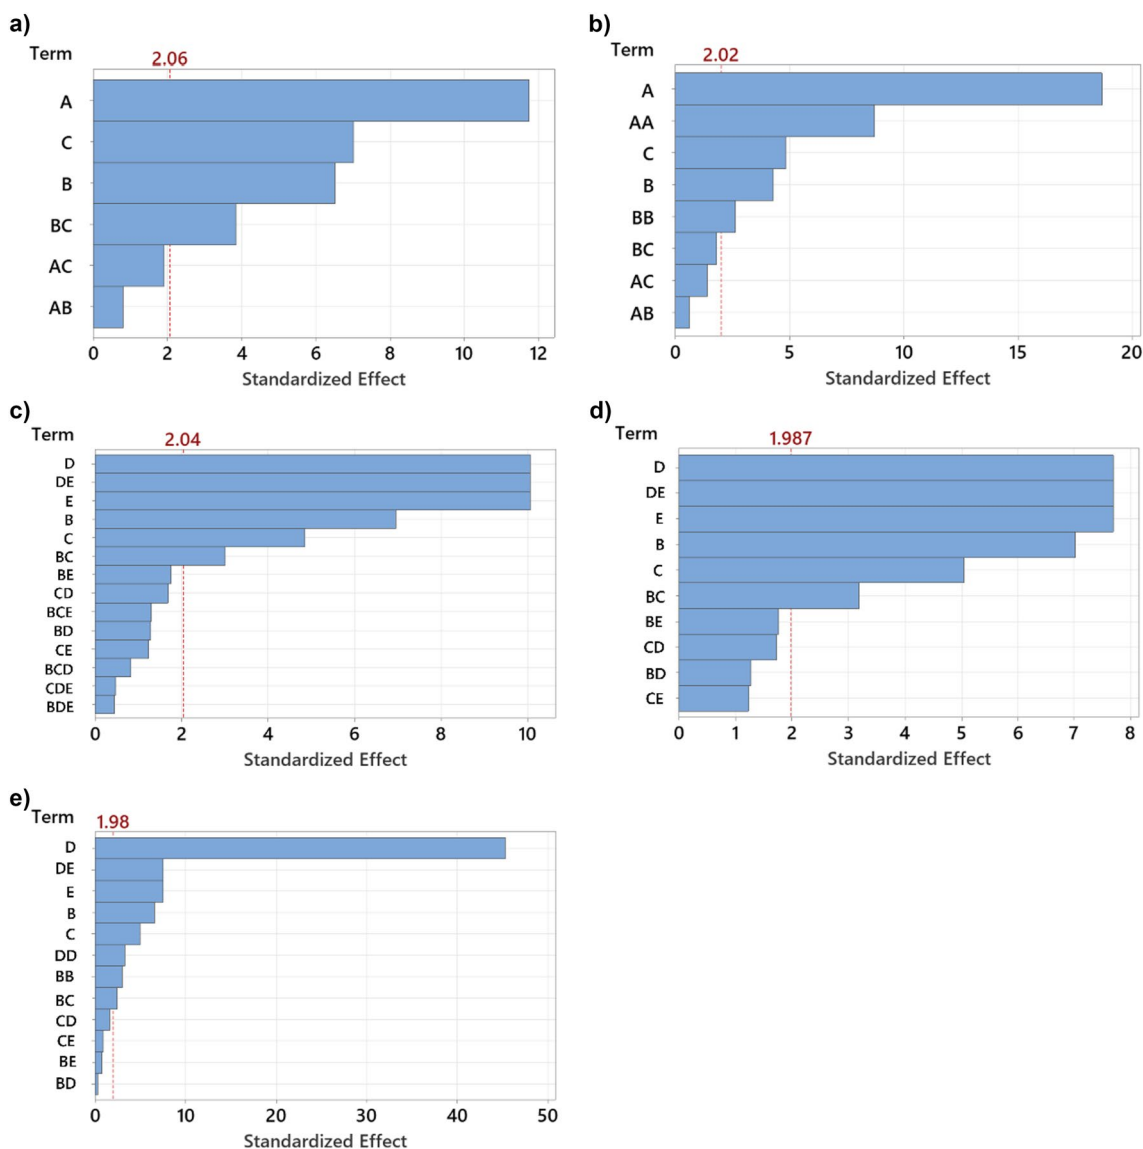 a)
Term
2.06
A
C
B
BC
AC
AB
0 2 4 6 8 10 12
Standardized Effect
b)
Term
2.02
A
AA
C
B
BB
BC
AC
AB
0 5 10 15 20
Standardized Effect
c)
Term
2.04
D
DE
E
B
C
BC
BE
CD
BCE
BD
CE
BCD
CDE
BDE
0 2 4 6 8 10
Standardized Effect
d)
Term
1.987
D
DE
E
B
C
BC
BE
CD
BD
CE
0 1 2 3 4 5 6 7 8
Standardized Effect
e)
Term
1.98
D
DE
E
B
C
DD
BB
BC
CD
CE
BE
BD
0 10 20 30 40 50
Standardized Effect